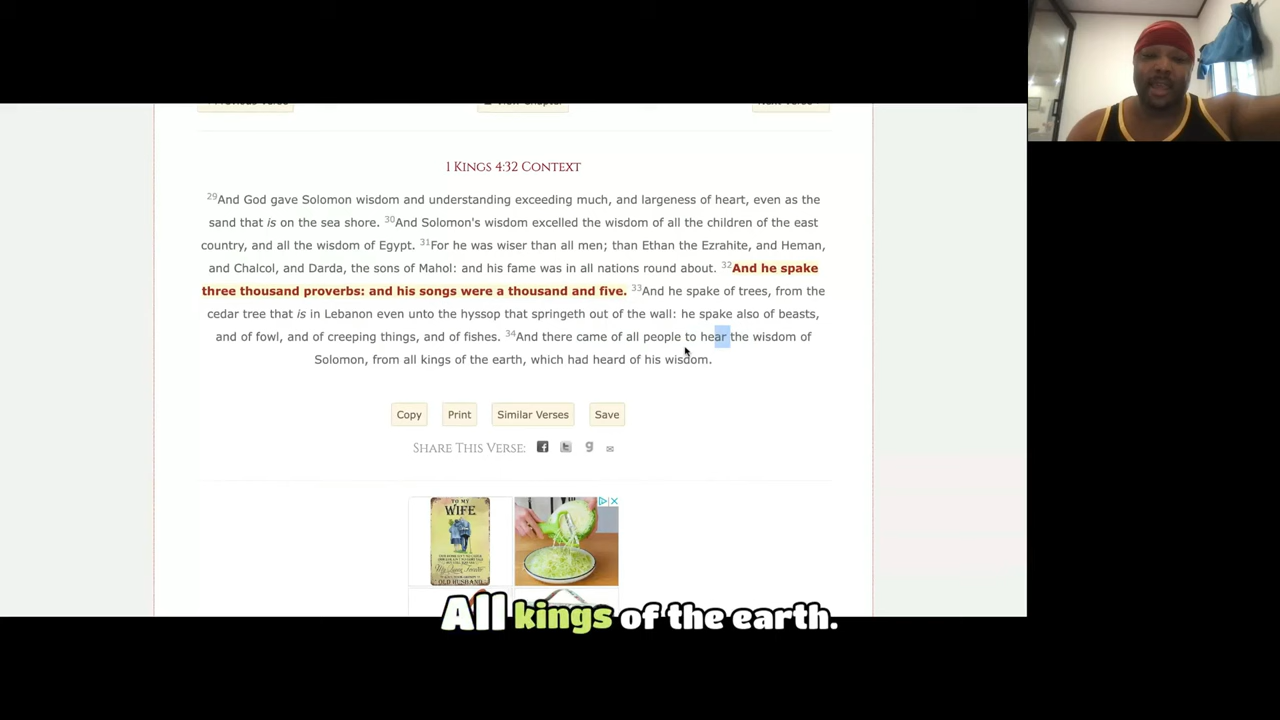 1 Kings 4:32 Context
29And God gave Solomon wisdom and understanding exceeding much, and largeness of heart, even as the
sand that is on the sea shore. 30And Solomon's wisdom excelled the wisdom of all the children of the east
country, and all the wisdom of Egypt. 31For he was wiser than all men; than Ethan the Ezrahite, and Heman,
and Chalcol, and Darda, the sons of Mahol: and his fame was in all nations round about. 32And he spake
three thousand proverbs: and his songs were a thousand and five. 33And he spake of trees, from the
cedar tree that is in Lebanon even unto the hyssop that springeth out of the wall: he spake also of beasts,
and of fowl, and of creeping things, and of fishes. 34And there came of all people to hear the wisdom of
Solomon, from all kings of the earth, which had heard of his wisdom.
Copy Print Similar Verses Save
Share This Verse:
TO MY
WIFE
OLD HUSBAND
All kings of the earth.